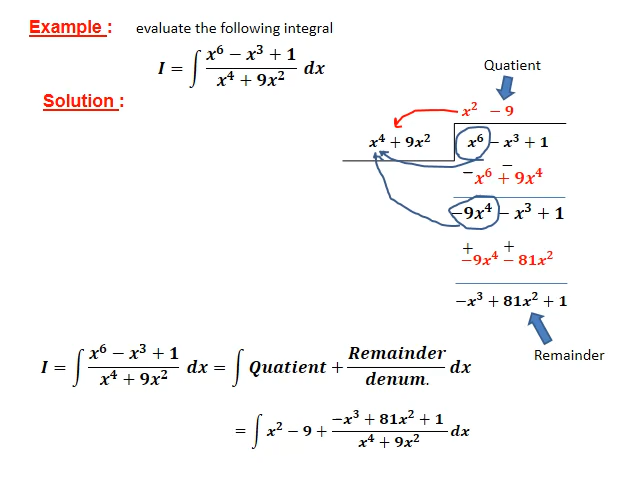 Example : evaluate the following integral
I = ∫ (x⁶ − x³ + 1)/(x⁴ + 9x²) dx
Solution :
Quatient
x² − 9
x⁴ + 9x² x⁶ − x³ + 1
− −
x⁶ + 9x⁴
−9x⁴ − x³ + 1
+ +
−9x⁴ − 81x²
−x³ + 81x² + 1
Remainder
I = ∫ (x⁶ − x³ + 1)/(x⁴ + 9x²) dx = ∫ Quatient + Remainder/denum. dx
= ∫ x² − 9 + (−x³ + 81x² + 1)/(x⁴ + 9x²) dx